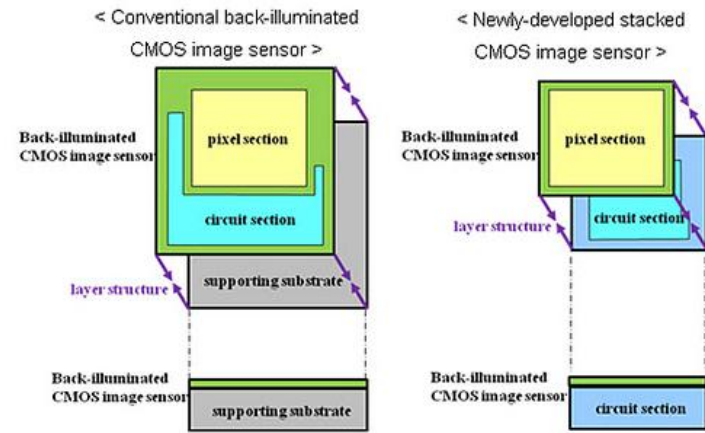 < Conventional back-illuminated
CMOS image sensor >
Back-illuminated
CMOS image sensor
pixel section
circuit section
layer structure
supporting substrate
Back-illuminated
CMOS image sensor
supporting substrate
< Newly-developed stacked
CMOS image sensor >
Back-illuminated
CMOS image sensor
pixel section
circuit section
layer structure
Back-illuminated
CMOS image sensor
circuit section